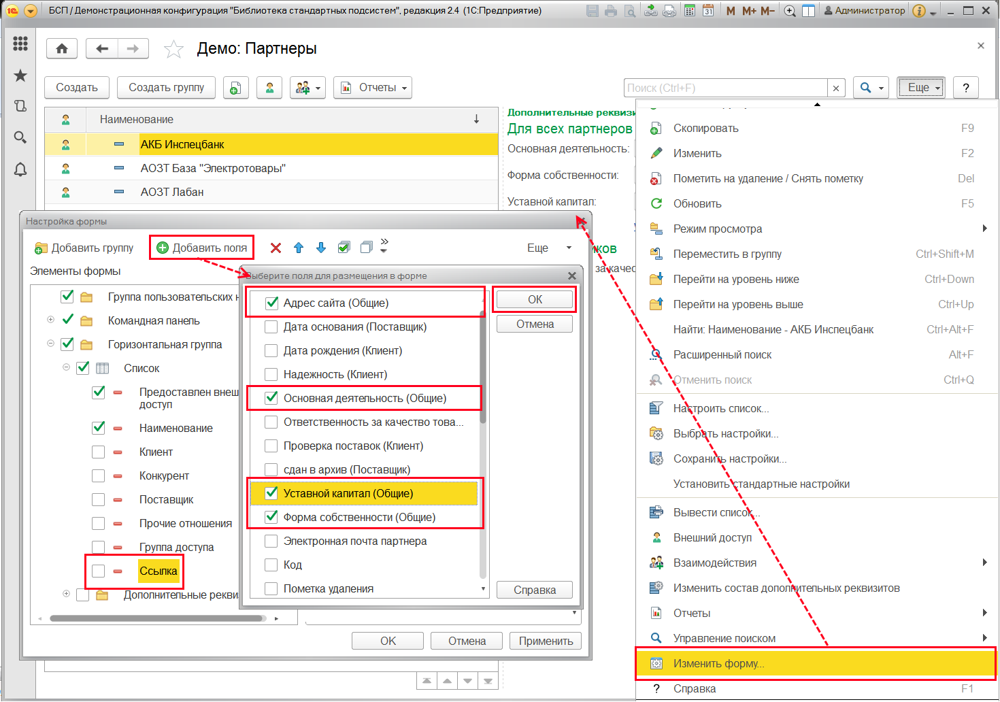 БСП / Демонстрационная конфигурация "Библиотека стандартных подсистем", редакция 2.4 (1С:Предприятие)
M M+ M-
Администратор
Демо: Партнеры
Создать
Создать группу
Отчеты
Поиск (Ctrl+F)
Еще
?
Наименование
АКБ Инспецбанк
АОЗТ База "Электротовары"
АОЗТ Лабан
Дополнительные реквизи
Для всех партнеров
Основная деятельность:
Форма собственности:
Уставной капитал:
иков
за качес
Настройка формы
Добавить группу
Добавить поля
Еще
Элементы формы
Группа пользовательских н
Командная панель
Горизонтальная группа
Список
Предоставлен внеш
доступ
Наименование
Клиент
Конкурент
Поставщик
Прочие отношения
Группа доступа
Ссылка
Дополнительные рекви
OK
Отмена
Применить
Выберите поля для размещения в форме
Адрес сайта (Общие)
Дата основания (Поставщик)
Дата рождения (Клиент)
Надежность (Клиент)
Основная деятельность (Общие)
Ответственность за качество това...
Проверка поставок (Клиент)
сдан в архив (Поставщик)
Уставной капитал (Общие)
Форма собственности (Общие)
Электронная почта партнера
Код
Пометка удаления
OK
Отмена
Справка
Скопировать F9
Изменить F2
Пометить на удаление / Снять пометку Del
Обновить F5
Режим просмотра
Переместить в группу Ctrl+Shift+M
Перейти на уровень ниже Ctrl+Down
Перейти на уровень выше Ctrl+Up
Найти: Наименование - АКБ Инспецбанк Ctrl+Alt+F
Расширенный поиск Alt+F
Отменить поиск Ctrl+Q
Настроить список...
Выбрать настройки...
Сохранить настройки...
Установить стандартные настройки
Вывести список...
Внешний доступ
Взаимодействия
Изменить состав дополнительных реквизитов
Отчеты
Управление поиском
Изменить форму...
? Справка F1